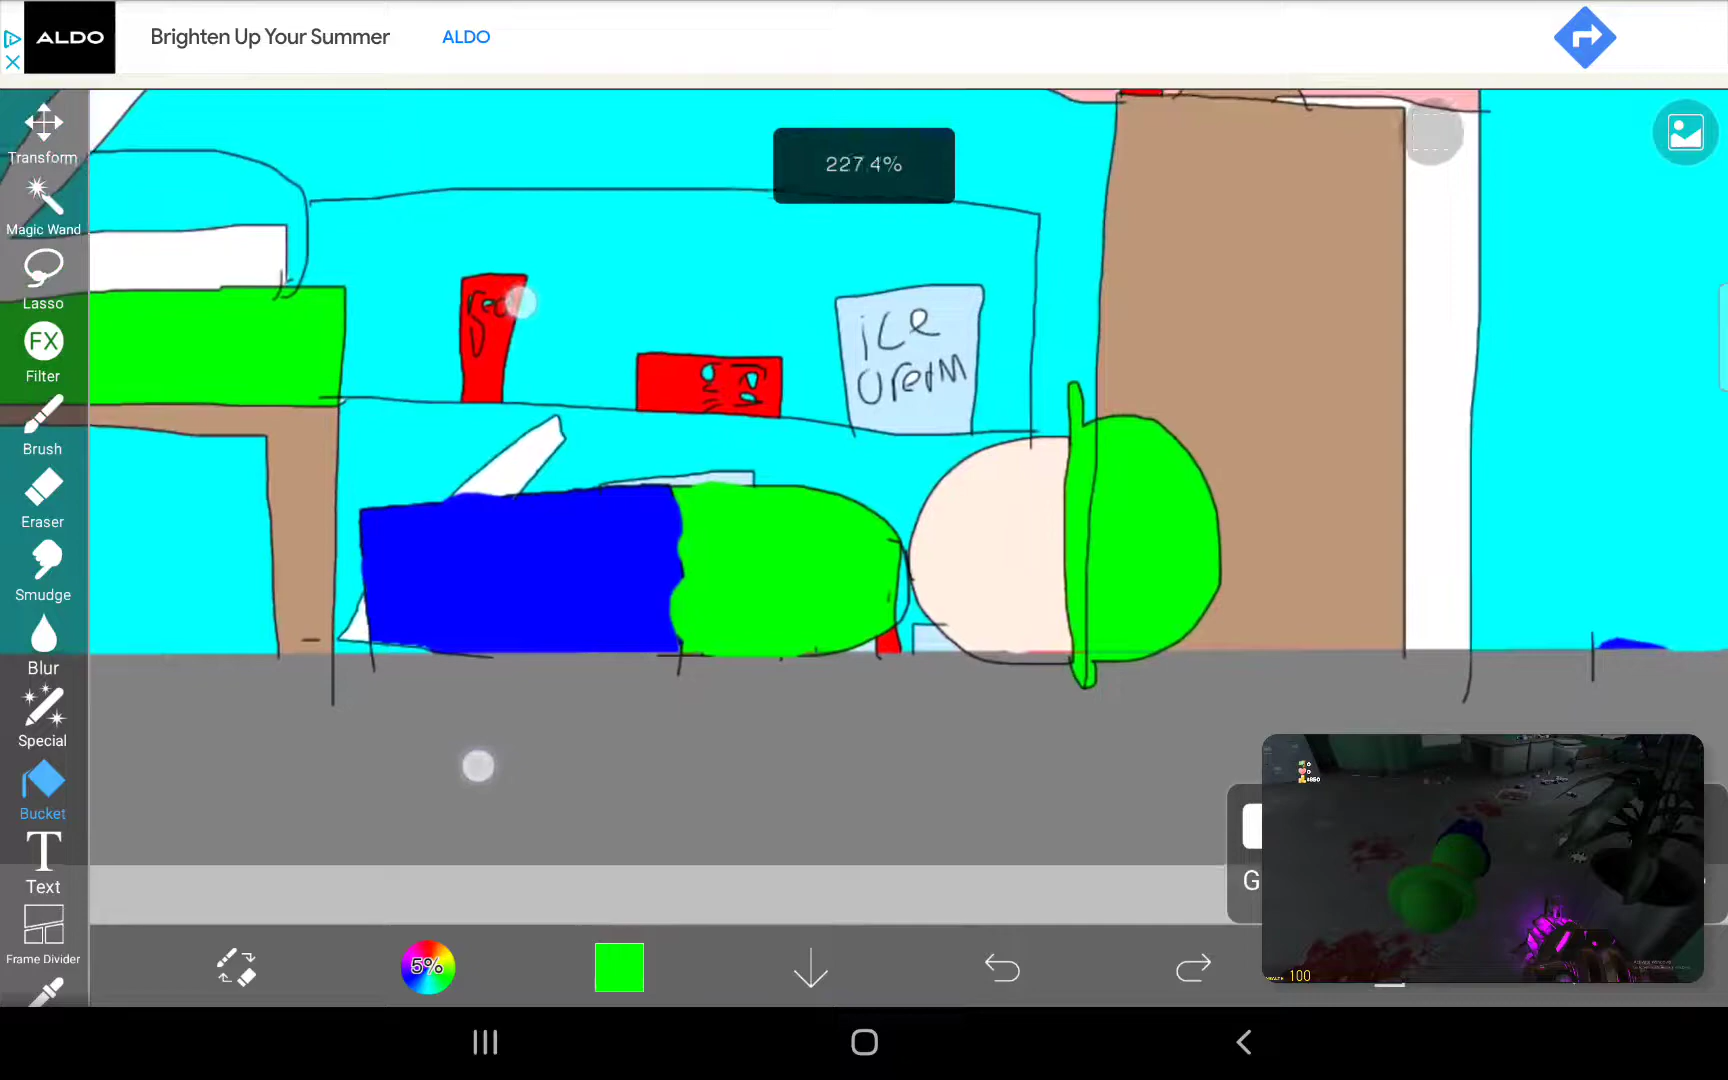 ALDO
Brighten Up Your Summer
ALDO
227.4%
Transform
Magic Wand
Lasso
FX
Filter
Brush
Eraser
Smudge
Blur
Special
Bucket
T
Text
Frame Divider
ice
5%
G
100